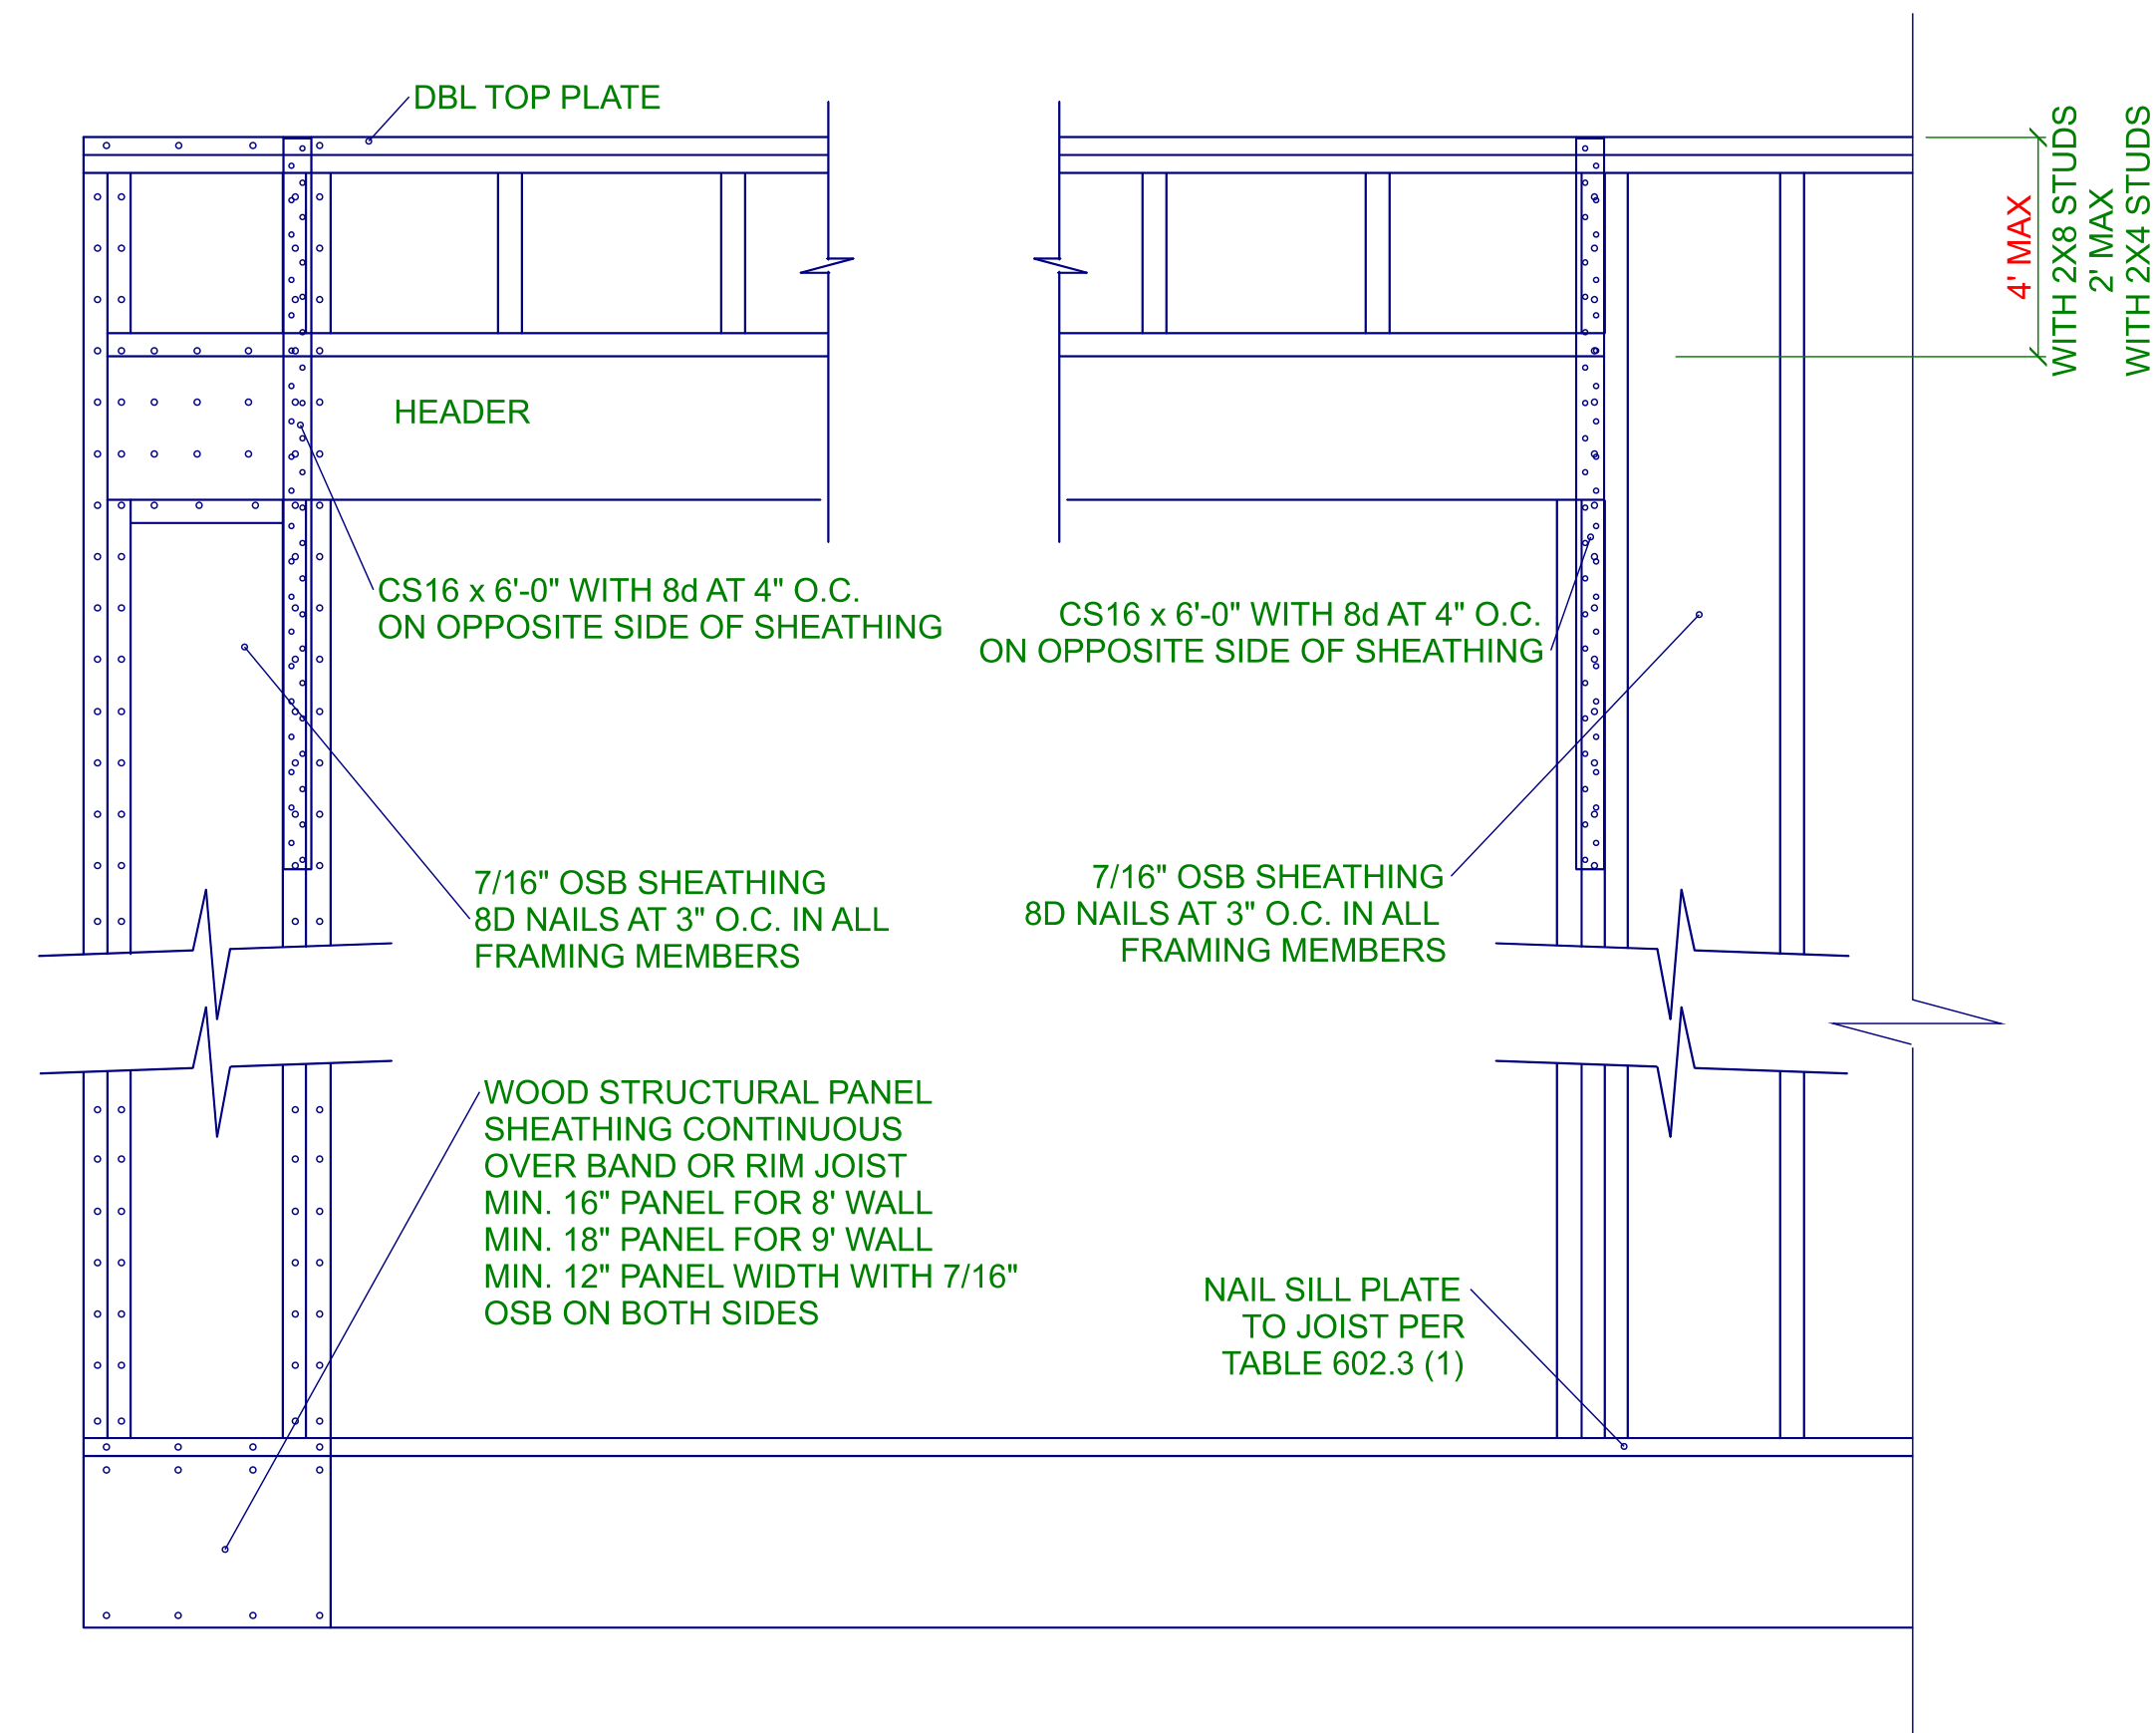 DBL TOP PLATE
4' MAX
WITH 2X8 STUDS
2' MAX
WITH 2X4 STUDS
HEADER
CS16 x 6'-0" WITH 8d AT 4" O.C.
ON OPPOSITE SIDE OF SHEATHING
CS16 x 6'-0" WITH 8d AT 4" O.C.
ON OPPOSITE SIDE OF SHEATHING
7/16" OSB SHEATHING
8D NAILS AT 3" O.C. IN ALL
FRAMING MEMBERS
7/16" OSB SHEATHING
8D NAILS AT 3" O.C. IN ALL
FRAMING MEMBERS
WOOD STRUCTURAL PANEL
SHEATHING CONTINUOUS
OVER BAND OR RIM JOIST
MIN. 16" PANEL FOR 8' WALL
MIN. 18" PANEL FOR 9' WALL
MIN. 12" PANEL WIDTH WITH 7/16"
OSB ON BOTH SIDES
NAIL SILL PLATE
TO JOIST PER
TABLE 602.3 (1)